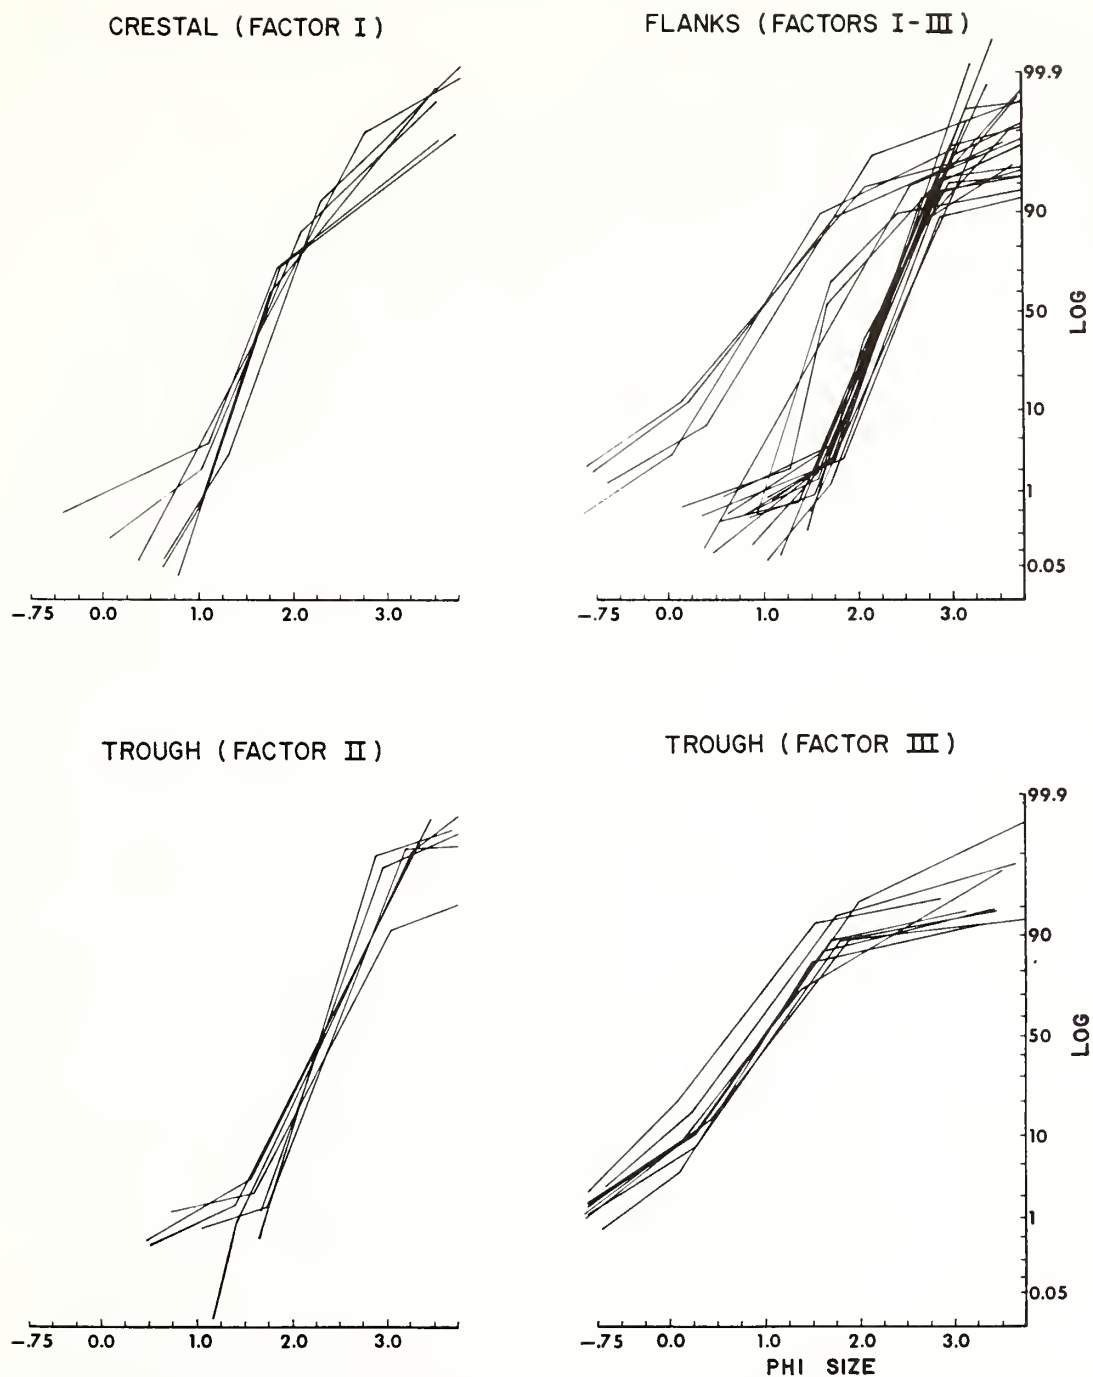 CRESTAL (FACTOR I)
FLANKS (FACTORS I-III)
99.9
90
50
10
1
0.05
LOG
-.75 0.0 1.0 2.0 3.0
-.75 0.0 1.0 2.0 3.0
TROUGH (FACTOR II)
TROUGH (FACTOR III)
99.9
90
50
10
1
0.05
LOG
-.75 0.0 1.0 2.0 3.0
-.75 0.0 1.0 2.0 3.0
PHI SIZE